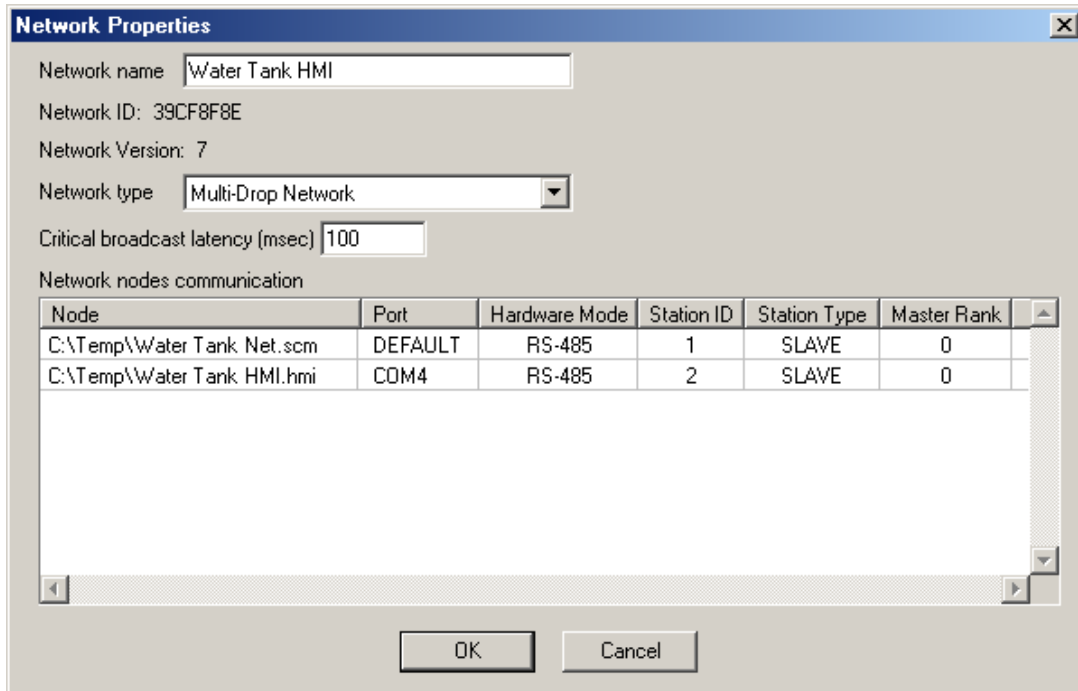 Network Properties
Network name Water Tank HMI
Network ID: 39CF8F8E
Network Version: 7
Network type Multi-Drop Network
Critical broadcast latency (msec) 100
Network nodes communication
Node Port Hardware Mode Station ID Station Type Master Rank
C:\Temp\Water Tank Net.scm DEFAULT RS-485 1 SLAVE 0
C:\Temp\Water Tank HMI.hmi COM4 RS-485 2 SLAVE 0
OK Cancel